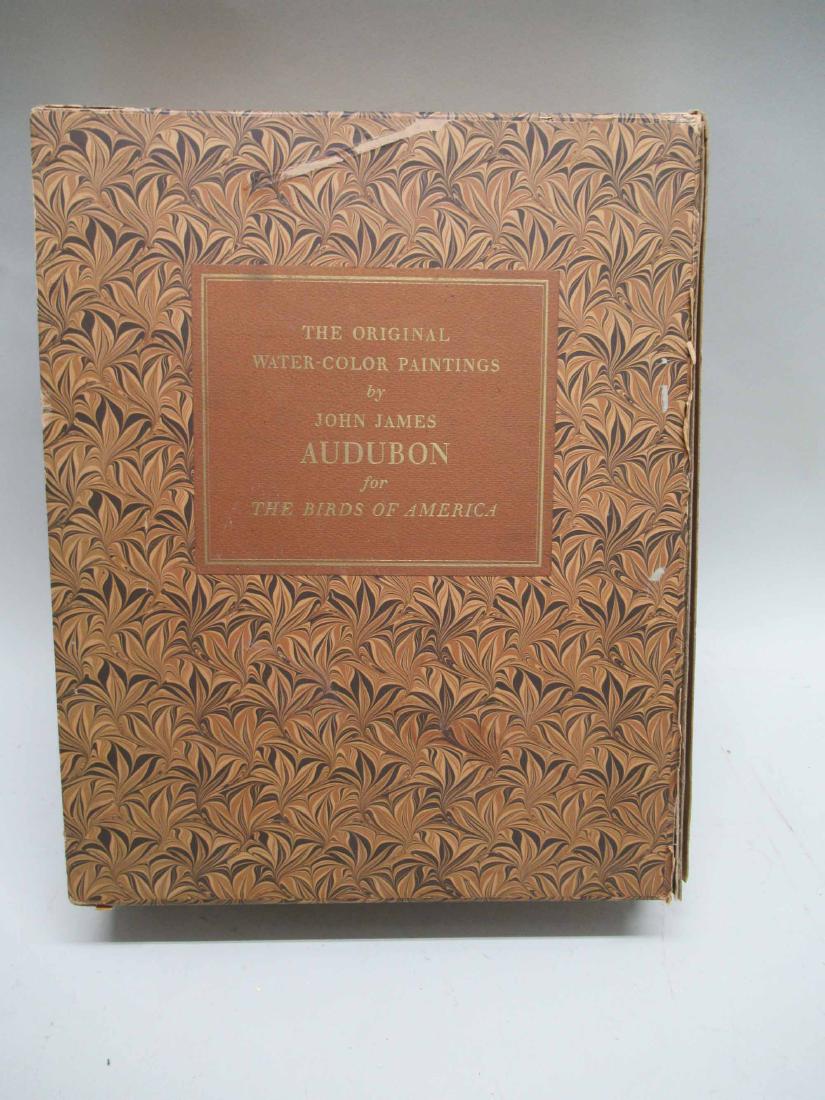 THE ORIGINAL
WATER-COLOR PAINTINGS
by
JOHN JAMES
AUDUBON
for
THE BIRDS OF AMERICA